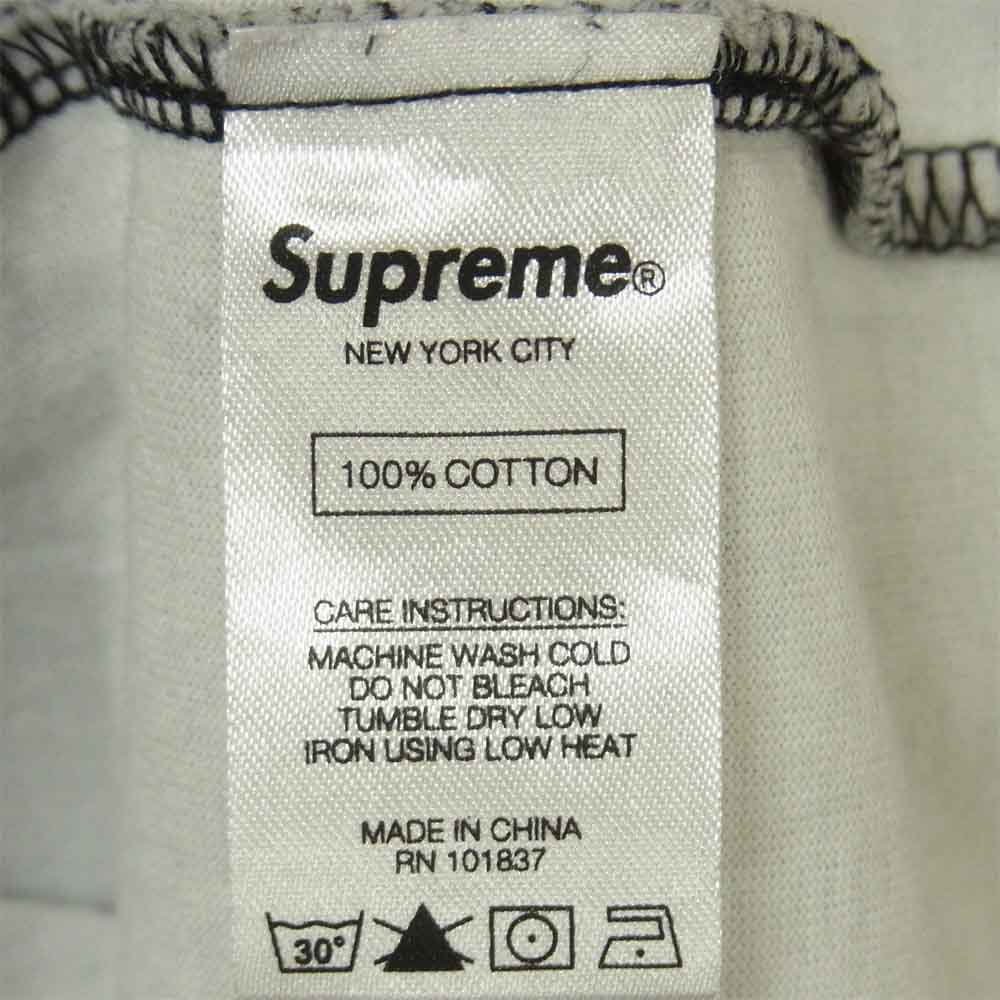 Supreme®
NEW YORK CITY
100% COTTON
CARE INSTRUCTIONS:
MACHINE WASH COLD
DO NOT BLEACH
TUMBLE DRY LOW
IRON USING LOW HEAT
MADE IN CHINA
RN 101837
30°